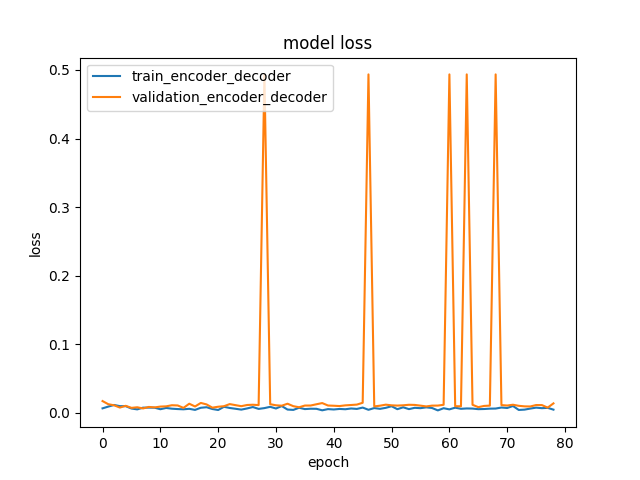 model loss
train_encoder_decoder
validation_encoder_decoder
loss
0.5
0.4
0.3
0.2
0.1
0.0
0 10 20 30 40 50 60 70 80
epoch